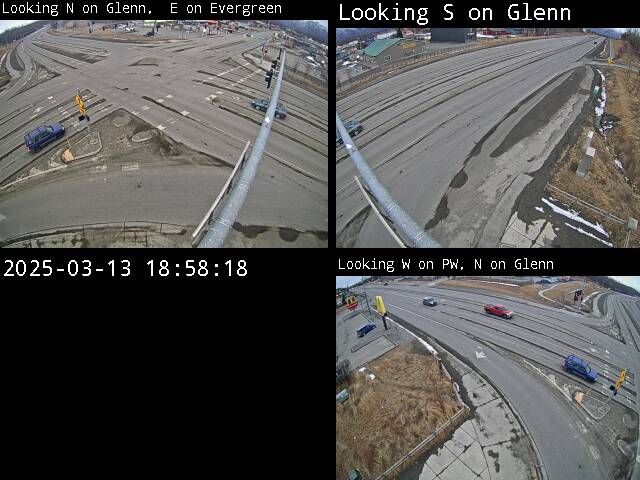 Looking N on Glenn,  E on Evergreen
Looking S on Glenn
2025-03-13 18:58:18
Looking W on PW, N on Glenn